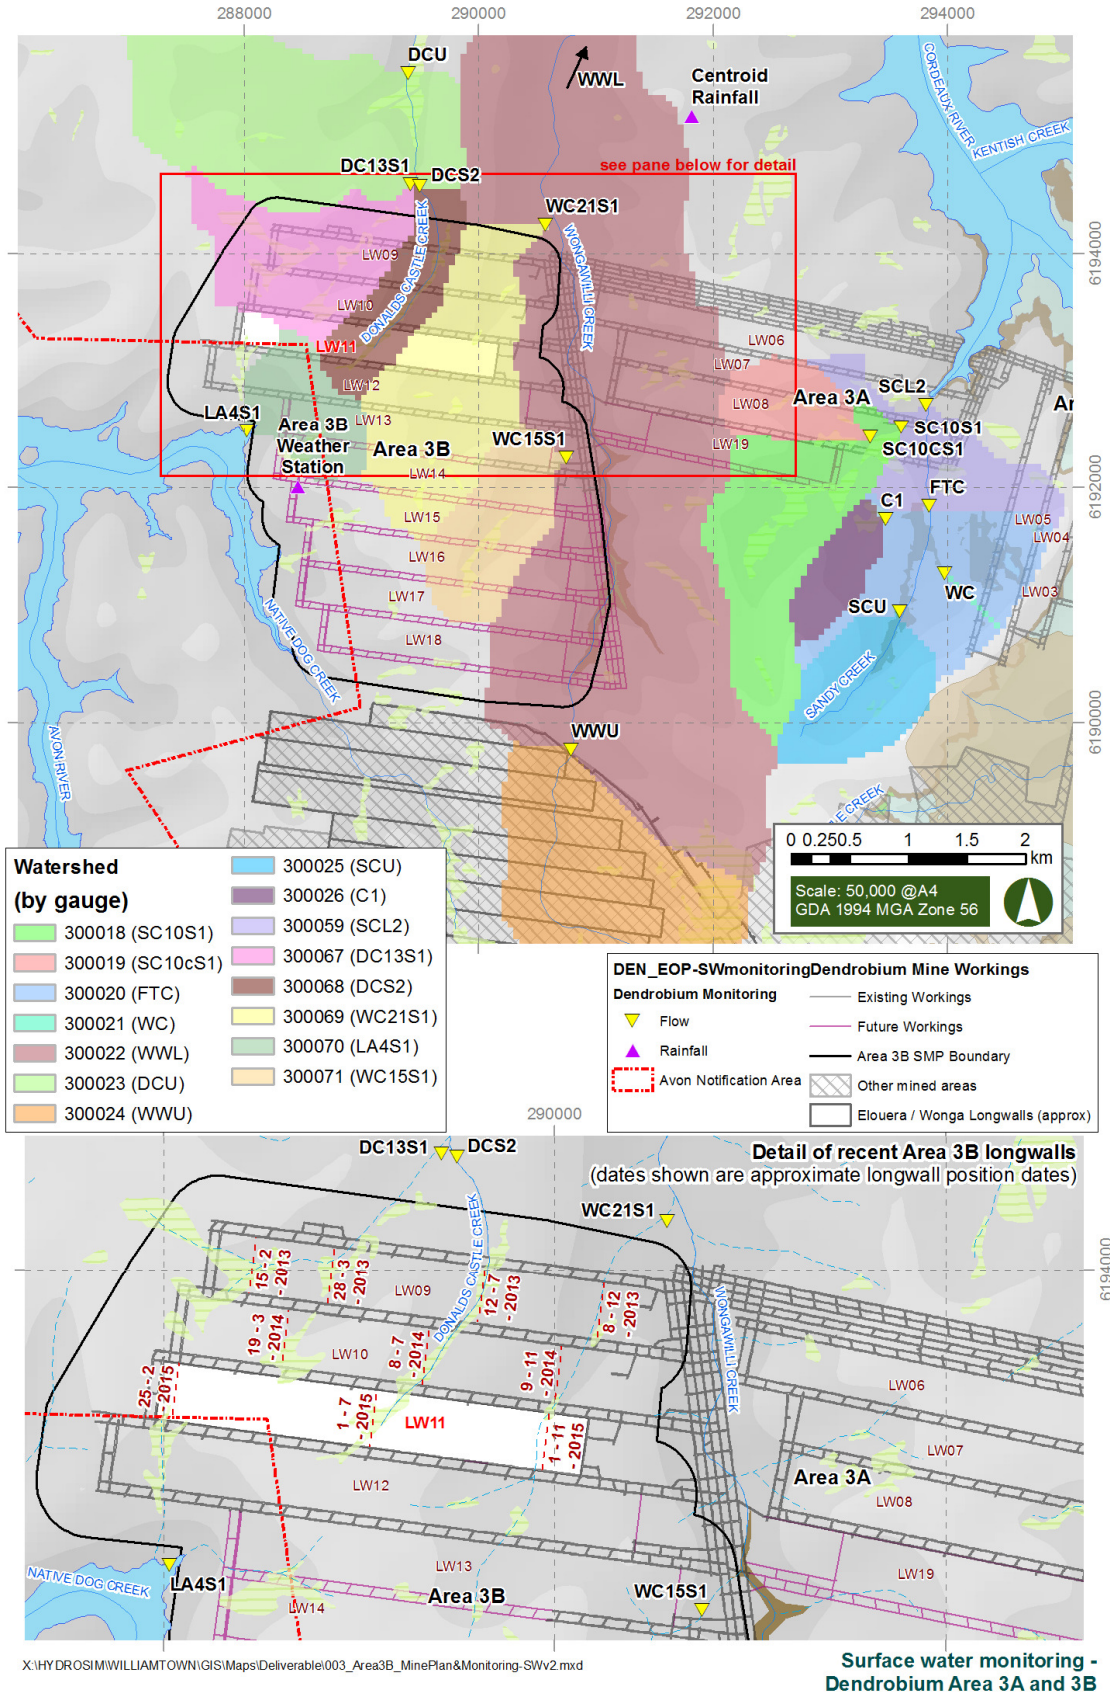 288000
290000
292000
294000
DCU
WWL
Centroid
Rainfall
CORDEAUX RIVER
KENTISH CREEK
DC13S1
DCS2
see pane below for detail
WC21S1
DONALDS CASTLE CREEK
WONGAWILLI CREEK
6194000
LW09
LW10
LW11
LW12
LW13
LW06
LW07
LW08
LW19
Area 3A
SCL2
Ar
LA4S1
Area 3B
Weather
Station
Area 3B
WC15S1
SC10S1
SC10CS1
LW14
FTC
6192000
C1
LW15
LW05
LW04
LW16
WC
LW03
LW17
SCU
LW18
NATIVE DOG CREEK
SANDY CREEK
6190000
WWU
AVON RIVER
LE CREEK
0 0.25 0.5 1 1.5 2
km
Scale: 50,000 @A4
GDA 1994 MGA Zone 56
Watershed
(by gauge)
300018 (SC10S1)
300019 (SC10cS1)
300020 (FTC)
300021 (WC)
300022 (WWL)
300023 (DCU)
300024 (WWU)
300025 (SCU)
300026 (C1)
300059 (SCL2)
300067 (DC13S1)
300068 (DCS2)
300069 (WC21S1)
300070 (LA4S1)
300071 (WC15S1)
DEN_EOP-SWmonitoring
Dendrobium Monitoring
Flow
Rainfall
Avon Notification Area
Dendrobium Mine Workings
Existing Workings
Future Workings
Area 3B SMP Boundary
Other mined areas
Elouera / Wonga Longwalls (approx)
290000
Detail of recent Area 3B longwalls
(dates shown are approximate longwall position dates)
DC13S1
DCS2
WC21S1
DONALDS CASTLE CREEK
WONGAWILLI CREEK
6194000
15 - 2
- 2013
28 - 3
- 2013
LW09
12 - 7
- 2013
8 - 12
- 2013
19 - 3
- 2014
LW10
8 - 7
- 2014
9 - 11
- 2014
25 - 2
- 2015
1 - 7
- 2015
LW11
1 - 11
- 2015
LW06
LW07
Area 3A
LW08
LW12
LW13
LW19
NATIVE DOG CREEK
LA4S1
LW14
Area 3B
WC15S1
X:\HYDROSIM\WILLIAMTOWN\GIS\Maps\Deliverable\003_Area3B_MinePlan&Monitoring-SWv2.mxd
Surface water monitoring -
Dendrobium Area 3A and 3B